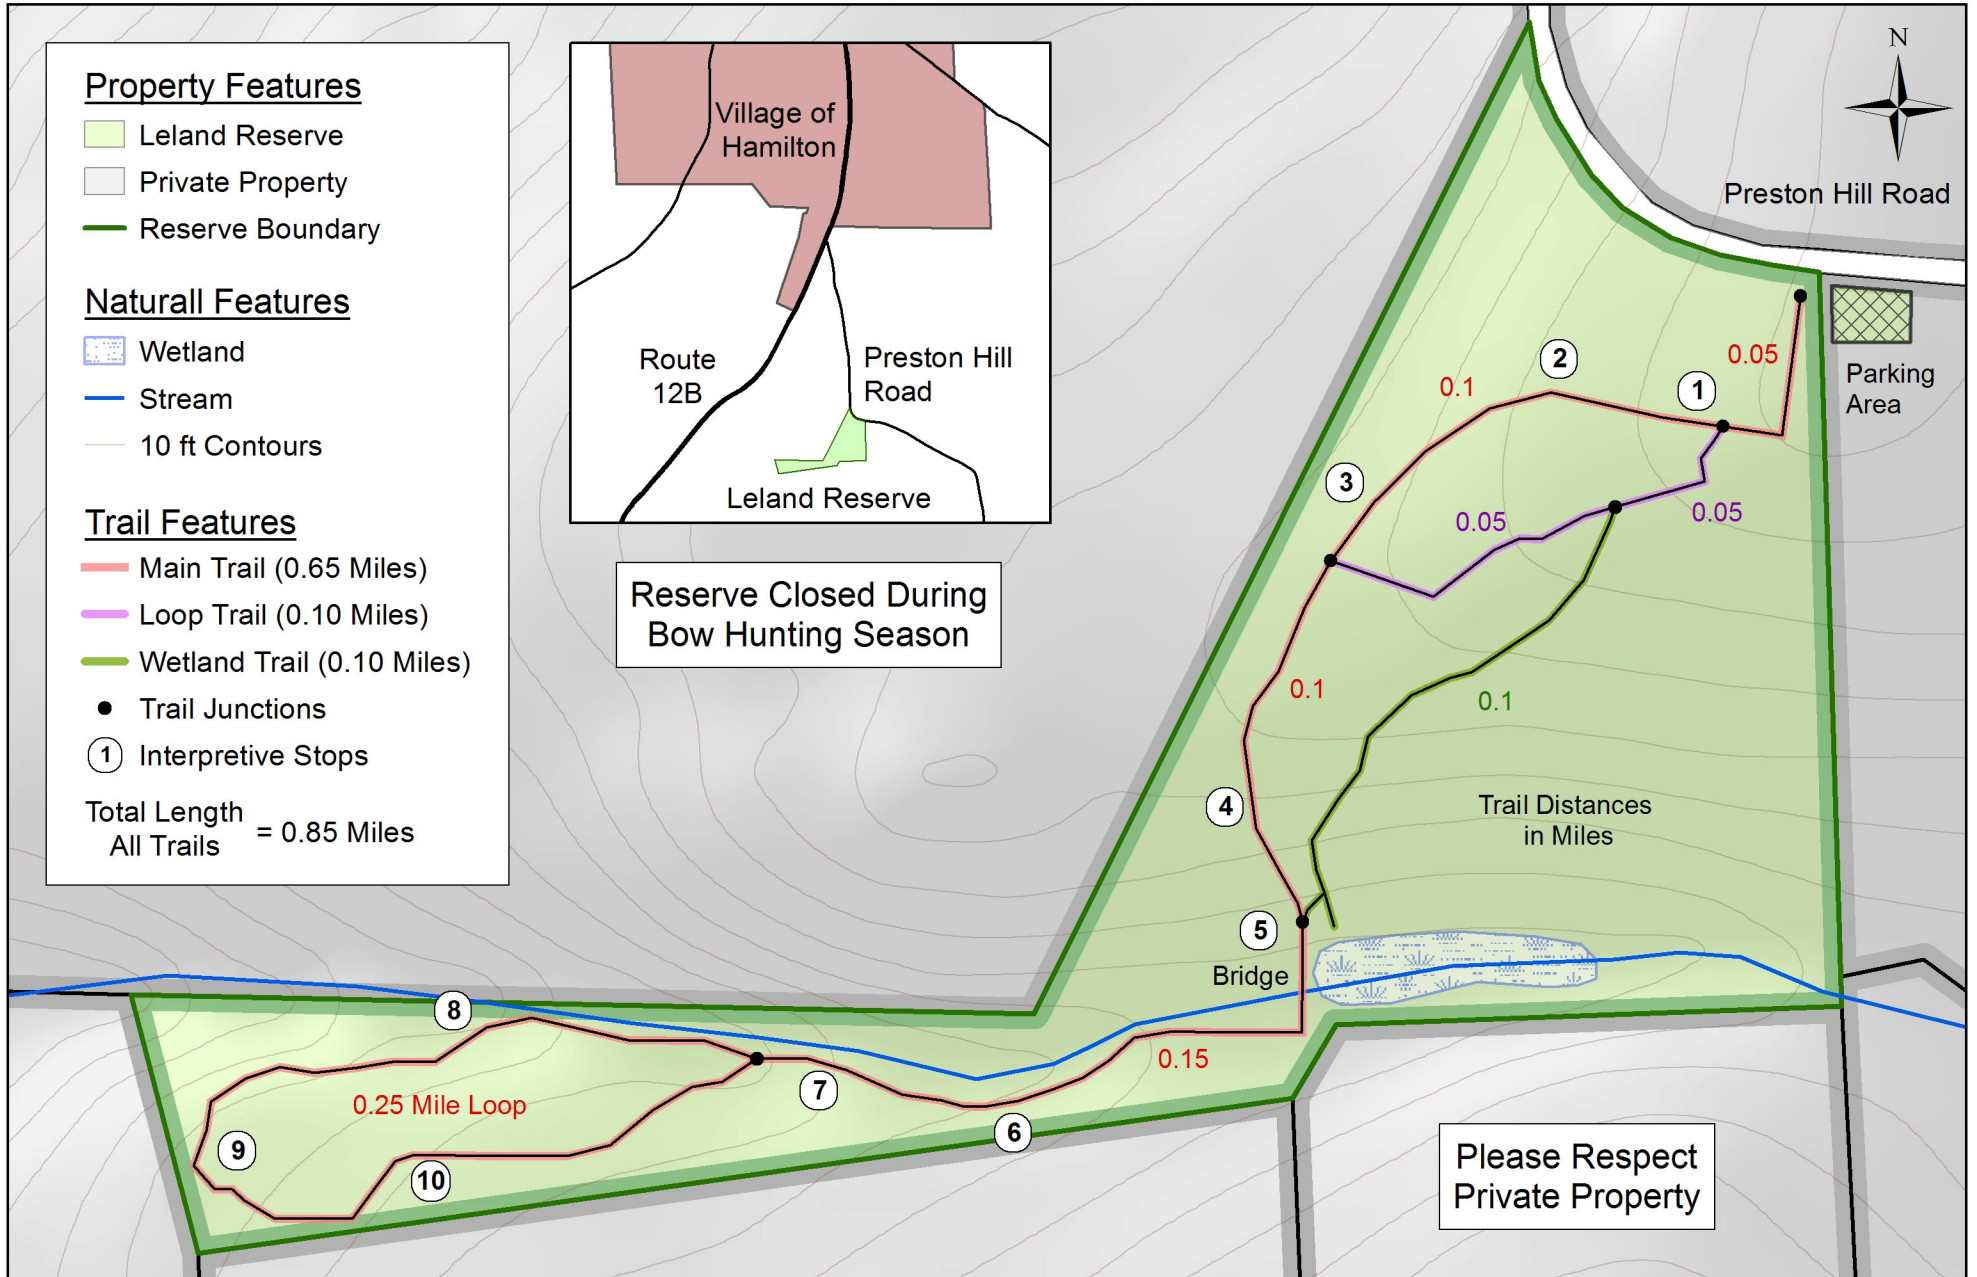 Property Features
Leland Reserve
Private Property
Reserve Boundary
Naturall Features
Wetland
Stream
10 ft Contours
Trail Features
Main Trail (0.65 Miles)
Loop Trail (0.10 Miles)
Wetland Trail (0.10 Miles)
Trail Junctions
1 Interpretive Stops
Total Length
All Trails
= 0.85 Miles
Village of
Hamilton
Route
12B
Preston Hill
Road
Leland Reserve
Reserve Closed During
Bow Hunting Season
N
Preston Hill Road
Parking
Area
0.05
1
2
0.1
3
0.05
0.05
0.1
0.1
4
Trail Distances
in Miles
5
Bridge
0.15
6
7
8
0.25 Mile Loop
9
10
Please Respect
Private Property